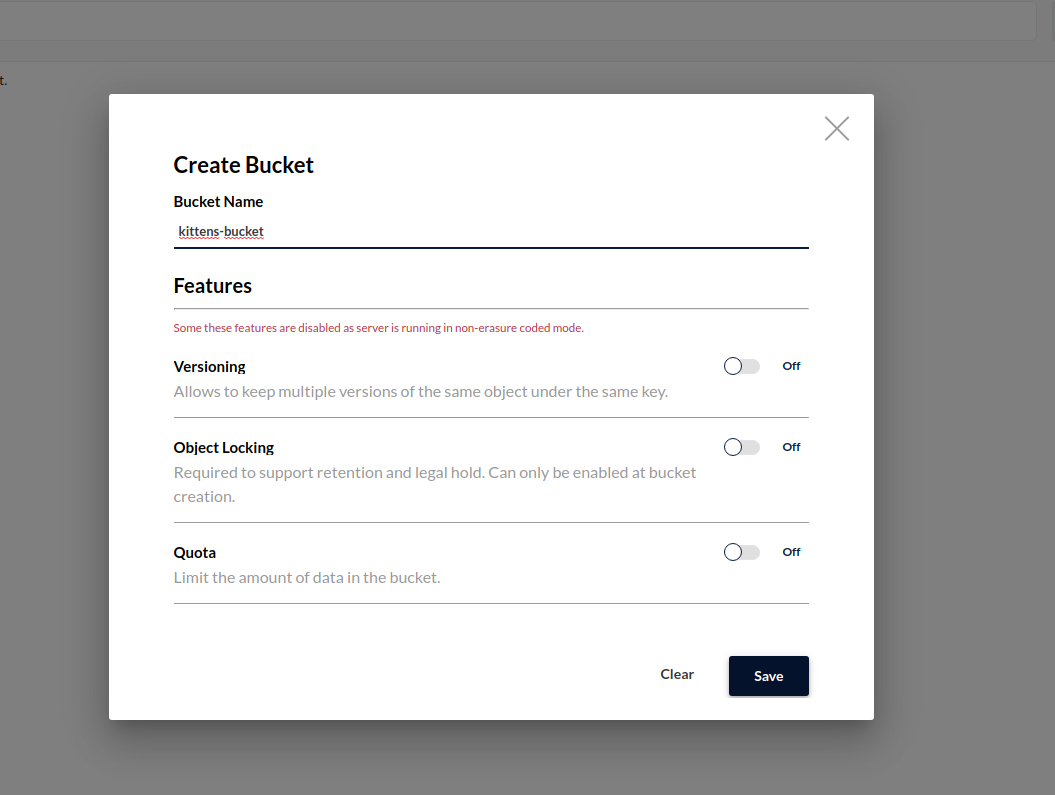 t.
Create Bucket
Bucket Name
kittens-bucket
Features
Some these features are disabled as server is running in non-erasure coded mode.
Versioning
Off
Allows to keep multiple versions of the same object under the same key.
Object Locking
Off
Required to support retention and legal hold. Can only be enabled at bucket
creation.
Quota
Off
Limit the amount of data in the bucket.
Clear
Save